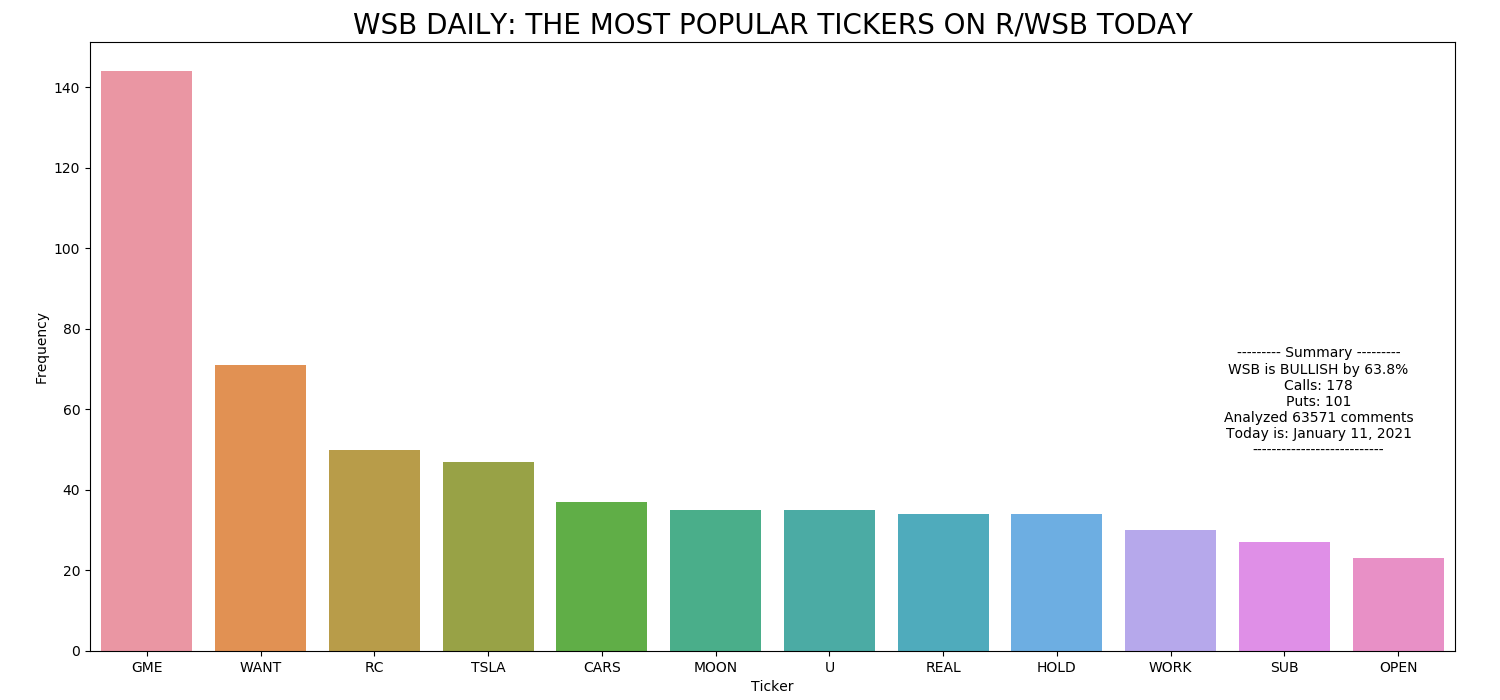 WSB DAILY: THE MOST POPULAR TICKERS ON R/WSB TODAY
Frequency
140
120
100
80
60
40
20
0
--------- Summary ---------
WSB is BULLISH by 63.8%
Calls: 178
Puts: 101
Analyzed 63571 comments
Today is: January 11, 2021
---------------------------
GME WANT RC TSLA CARS MOON U REAL HOLD WORK SUB OPEN
Ticker